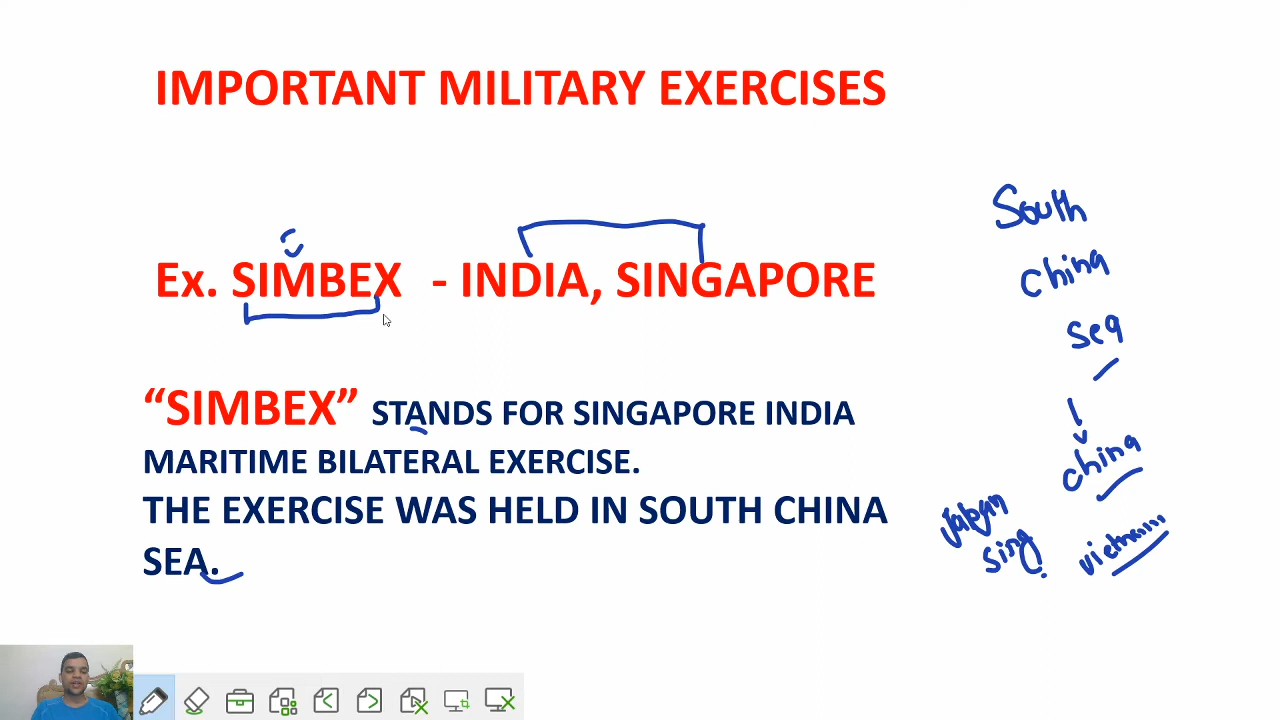 IMPORTANT MILITARY EXERCISES
Ex. SIMBEX - INDIA, SINGAPORE
“SIMBEX” STANDS FOR SINGAPORE INDIA
MARITIME BILATERAL EXERCISE.
THE EXERCISE WAS HELD IN SOUTH CHINA
SEA.
South
china
sea
china
Japan
sing
vietnam